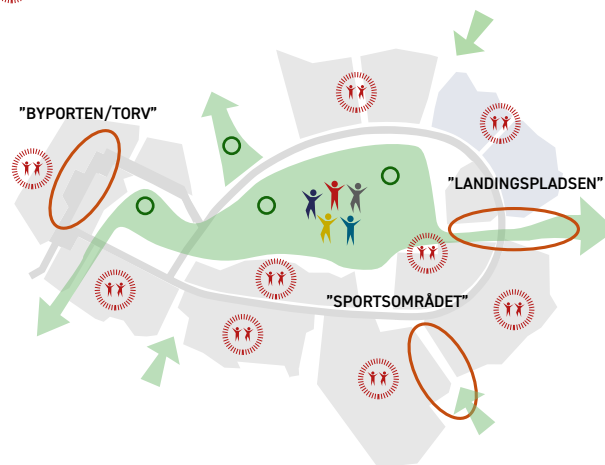 "BYPORTEN/TORV"
"LANDINGSPLADSEN"
"SPORTSOMRÅDET"